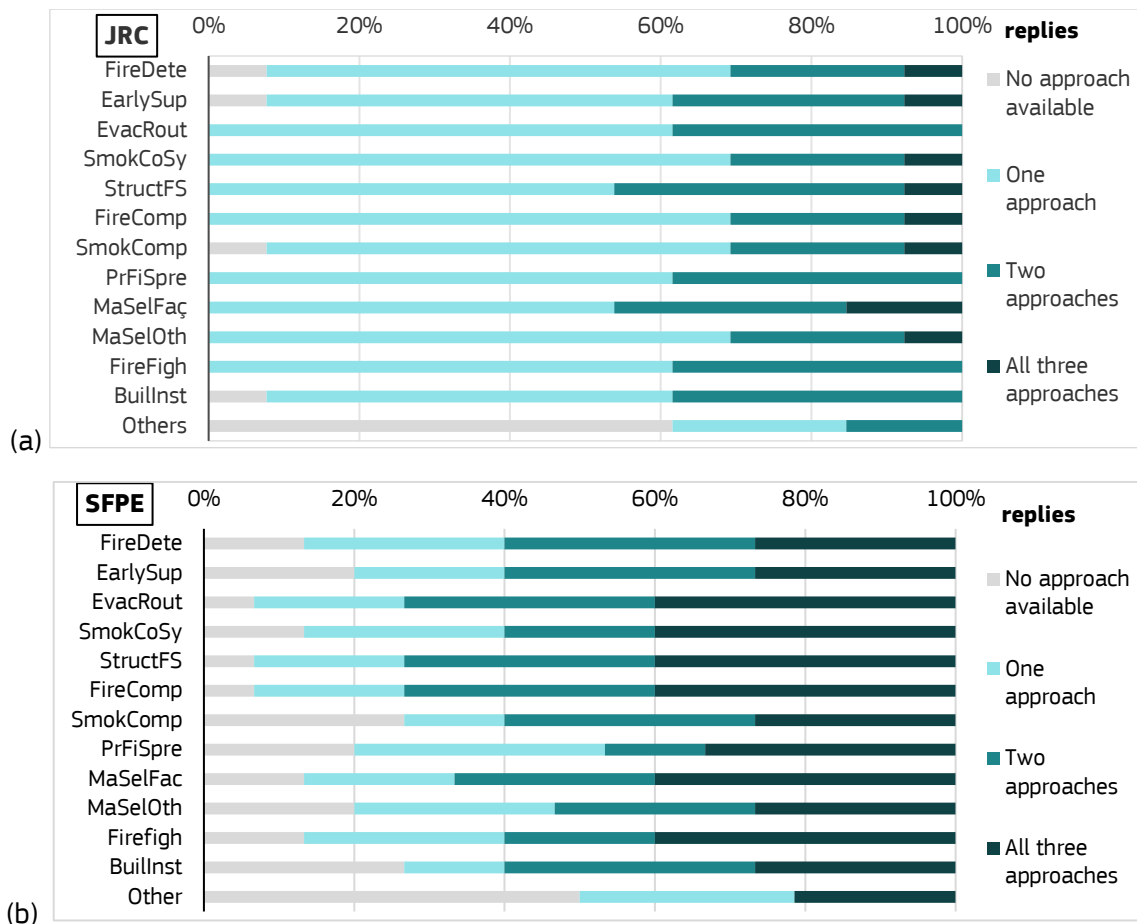 JRC
0% 20% 40% 60% 80% 100% replies
FireDete
EarlySup
EvacRout
SmokCoSy
StructFS
FireComp
SmokComp
PrFiSpre
MaSelFaç
MaSelOth
FireFigh
BuilInst
Others
No approach
available
One
approach
Two
approaches
All three
approaches
(a)
SFPE
0% 20% 40% 60% 80% 100%
replies
FireDete
EarlySup
EvacRout
SmokCoSy
StructFS
FireComp
SmokComp
PrFiSpre
MaSelFac
MaSelOth
Firefigh
BuilInst
Other
No approach
available
One
approach
Two
approaches
All three
approaches
(b)